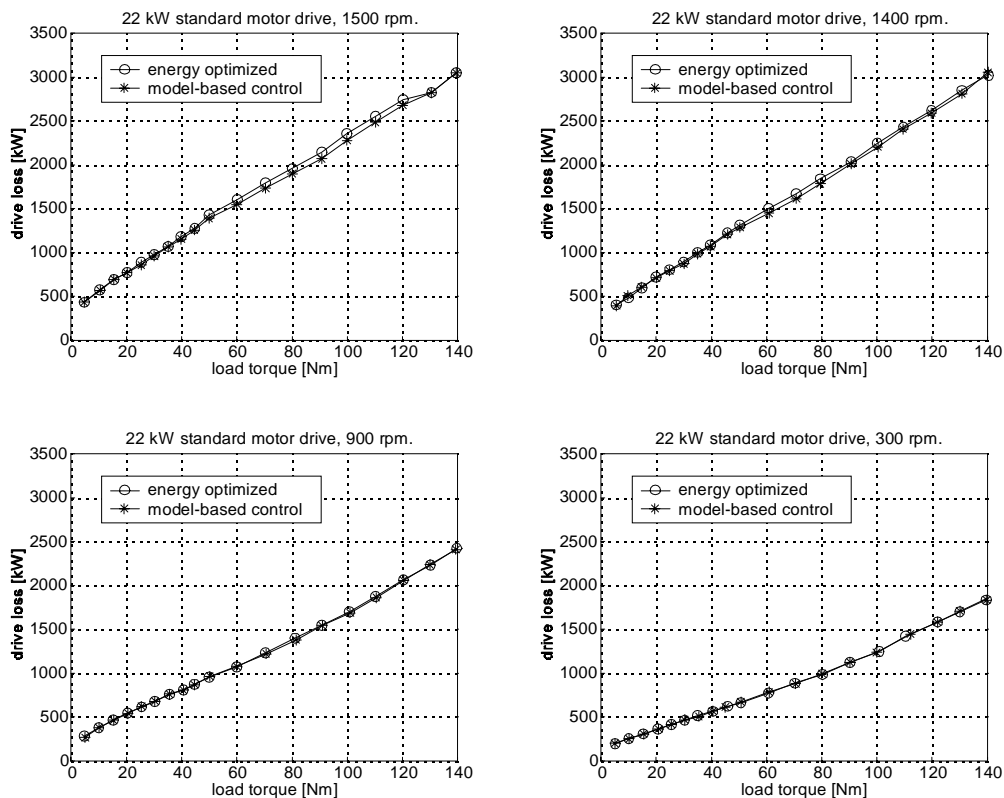 22 kW standard motor drive, 1500 rpm.
3500
3000
2500
2000
1500
1000
500
0
drive loss [kW]
energy optimized
model-based control
0 20 40 60 80 100 120 140
load torque [Nm]
22 kW standard motor drive, 1400 rpm.
3500
3000
2500
2000
1500
1000
500
0
drive loss [kW]
energy optimized
model-based control
0 20 40 60 80 100 120 140
load torque [Nm]
22 kW standard motor drive, 900 rpm.
3500
3000
2500
2000
1500
1000
500
0
drive loss [kW]
energy optimized
model-based control
0 20 40 60 80 100 120 140
load torque [Nm]
22 kW standard motor drive, 300 rpm.
3500
3000
2500
2000
1500
1000
500
0
drive loss [kW]
energy optimized
model-based control
0 20 40 60 80 100 120 140
load torque [Nm]